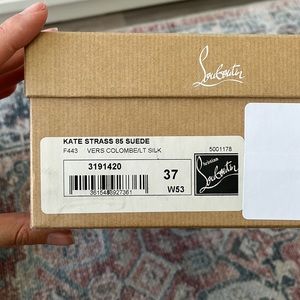 Louboutin
KATE STRASS 85 SUEDE
F443 VERS COLOMBE/LT SILK 5001178
3191420
37
W53
Christian
Louboutin